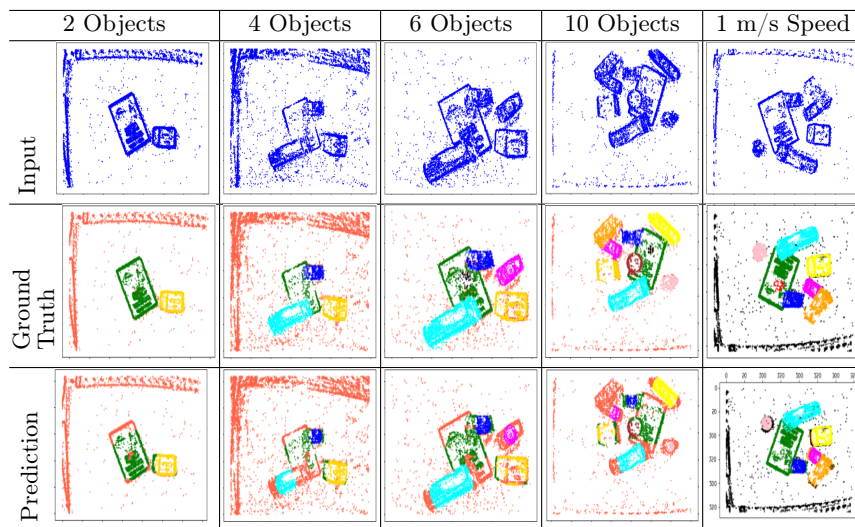 2 Objects 4 Objects 6 Objects 10 Objects 1 m/s Speed
Input
Ground
Truth
Prediction